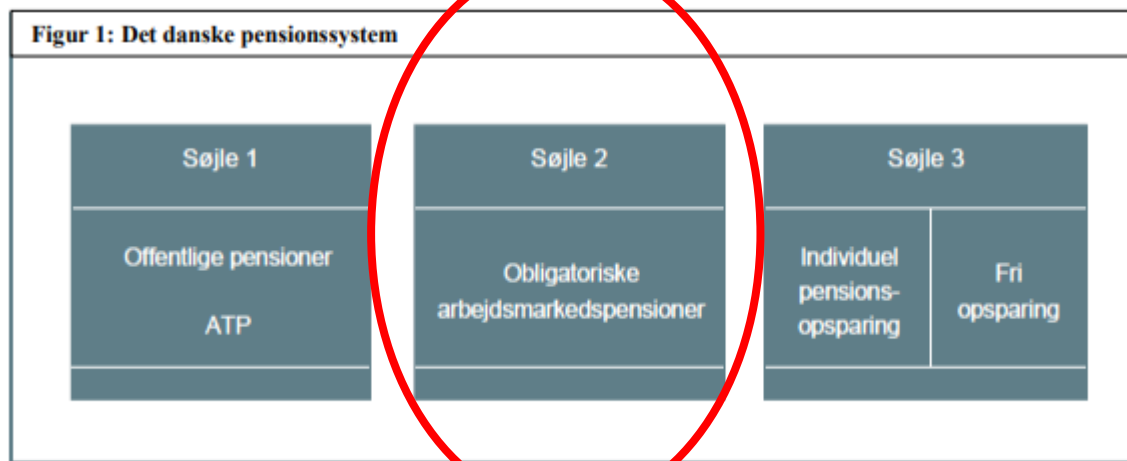 Figur 1: Det danske pensionssystem
Søjle 1
Offentlige pensioner
ATP
Søjle 2
Obligatoriske
arbejdsmarkedspensioner
Søjle 3
Individuel
pensions-
opsparing
Fri
opsparing